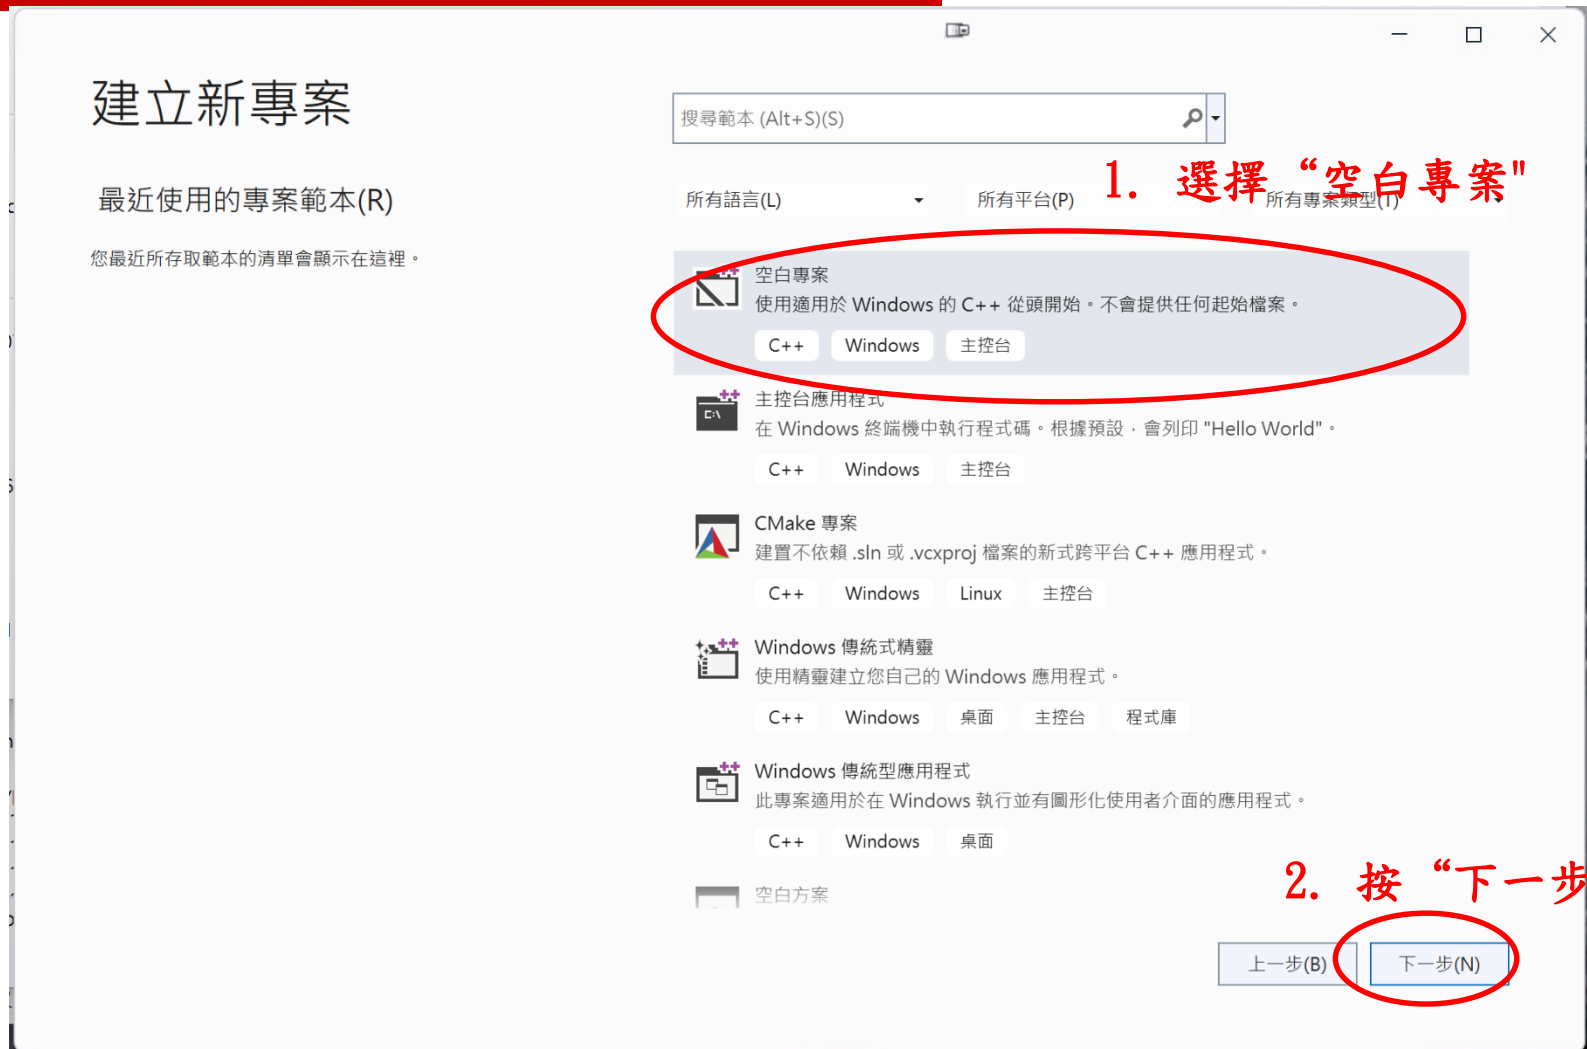 建立新專案
搜尋範本 (Alt+S)(S)
1. 選擇 “空白專案"
最近使用的專案範本(R)
所有語言(L) 所有平台(P) 所有專案類型(T)
您最近所存取範本的清單會顯示在這裡。
空白專案
使用適用於 Windows 的 C++ 從頭開始。不會提供任何起始檔案。
C++ Windows 主控台
主控台應用程式
C:\
在 Windows 終端機中執行程式碼。根據預設，會列印 "Hello World"。
C++ Windows 主控台
CMake 專案
建置不依賴 .sln 或 .vcxproj 檔案的新式跨平台 C++ 應用程式。
C++ Windows Linux 主控台
Windows 傳統式精靈
使用精靈建立您自己的 Windows 應用程式。
C++ Windows 桌面 主控台 程式庫
Windows 傳統型應用程式
此專案適用於在 Windows 執行並有圖形化使用者介面的應用程式。
C++ Windows 桌面
2. 按 “下一步
空白方案
上一步(B) 下一步(N)